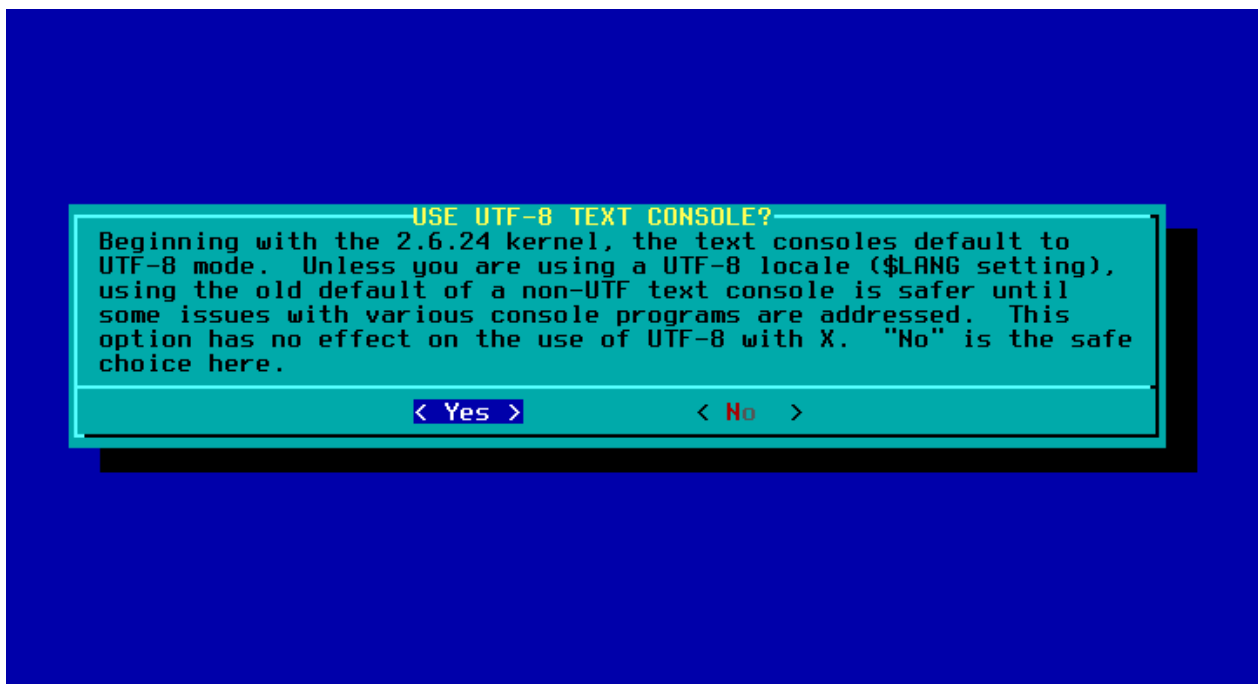 USE UTF-8 TEXT CONSOLE?
Beginning with the 2.6.24 kernel, the text consoles default to
UTF-8 mode.  Unless you are using a UTF-8 locale ($LANG setting),
using the old default of a non-UTF text console is safer until
some issues with various console programs are addressed.  This
option has no effect on the use of UTF-8 with X.  "No" is the safe
choice here.
< Yes > < No >